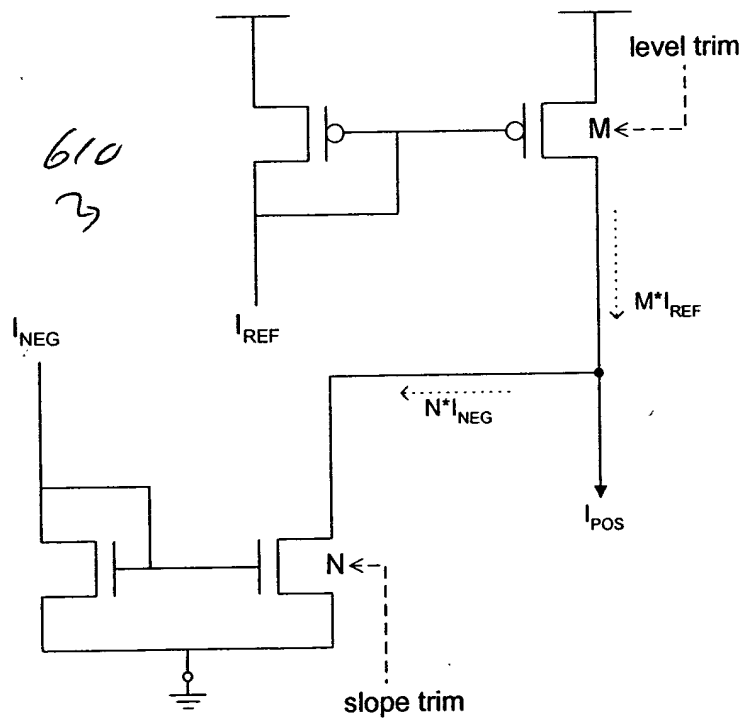 level trim
M
610
M*I_REF
I_NEG
I_REF
N*I_NEG
I_POS
N
slope trim